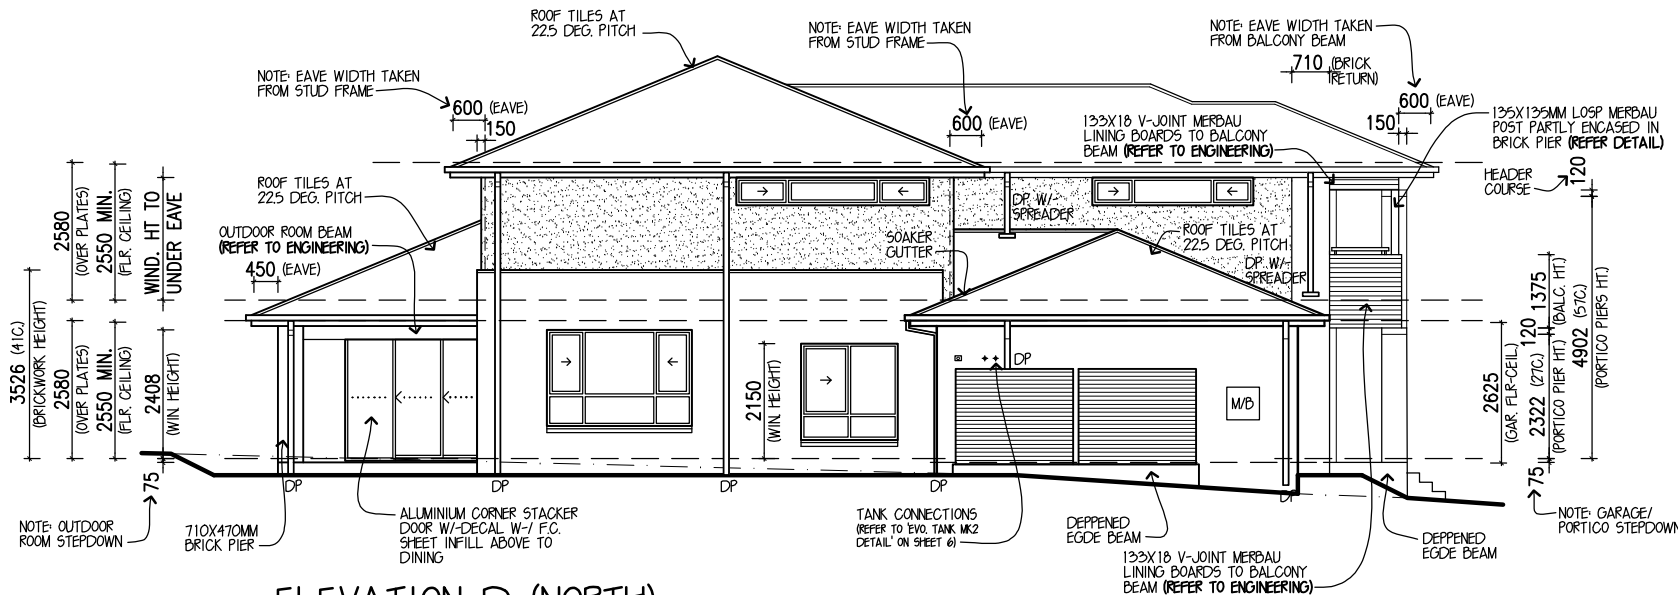 ROOF TILES AT
22.5 DEG. PITCH
NOTE: EAVE WIDTH TAKEN
FROM STUD FRAME
NOTE: EAVE WIDTH TAKEN
FROM BALCONY BEAM
710 (BRICK
RETURN)
NOTE: EAVE WIDTH TAKEN
FROM STUD FRAME
600 (EAVE)
150
600 (EAVE)
133X18 V-JOINT MERBAU
LINING BOARDS TO BALCONY
BEAM (REFER TO ENGINEERING)
600 (EAVE)
150
135X135MM LOSP MERBAU
POST PARTLY ENCASED IN
BRICK PIER (REFER DETAIL)
HEADER
COURSE
120
ROOF TILES AT
22.5 DEG. PITCH
OUTDOOR ROOM BEAM
(REFER TO ENGINEERING)
450 (EAVE)
2580
(OVER PLATES)
2550 MIN.
(FLR. CEILING)
WIND. HT TO
UNDER EAVE
3526 (41C.)
(BRICKWORK HEIGHT)
2580
(OVER PLATES)
2550 MIN.
(FLR. CEILING)
2408
(WIN. HEIGHT)
75
DP W/-
SPREADER
SOAKER
GUTTER
ROOF TILES AT
22.5 DEG. PITCH
DP W/-
SPREADER
2150
(WIN. HEIGHT)
DP
M/B
2625
(GAR. FLR-CEIL)
2322 (27C.)
(PORTICO PIER HT)
120
1375
(BALC. HT.)
4902 (57C.)
(PORTICO PIERS HT.)
75
DP
DP
DP
DP
DP
NOTE: OUTDOOR
ROOM STEPDOWN
710X470MM
BRICK PIER
ALUMINIUM CORNER STACKER
DOOR W/-DECAL W-/ F.C.
SHEET INFILL ABOVE TO
DINING
TANK CONNECTIONS
(REFER TO 'EVO. TANK MK2
DETAIL' ON SHEET 6)
DEPPENED
EGDE BEAM
133X18 V-JOINT MERBAU
LINING BOARDS TO BALCONY
BEAM (REFER TO ENGINEERING)
DEPPENED
EGDE BEAM
NOTE: GARAGE/
PORTICO STEPDOWN
ELEVATION D (NORTH)